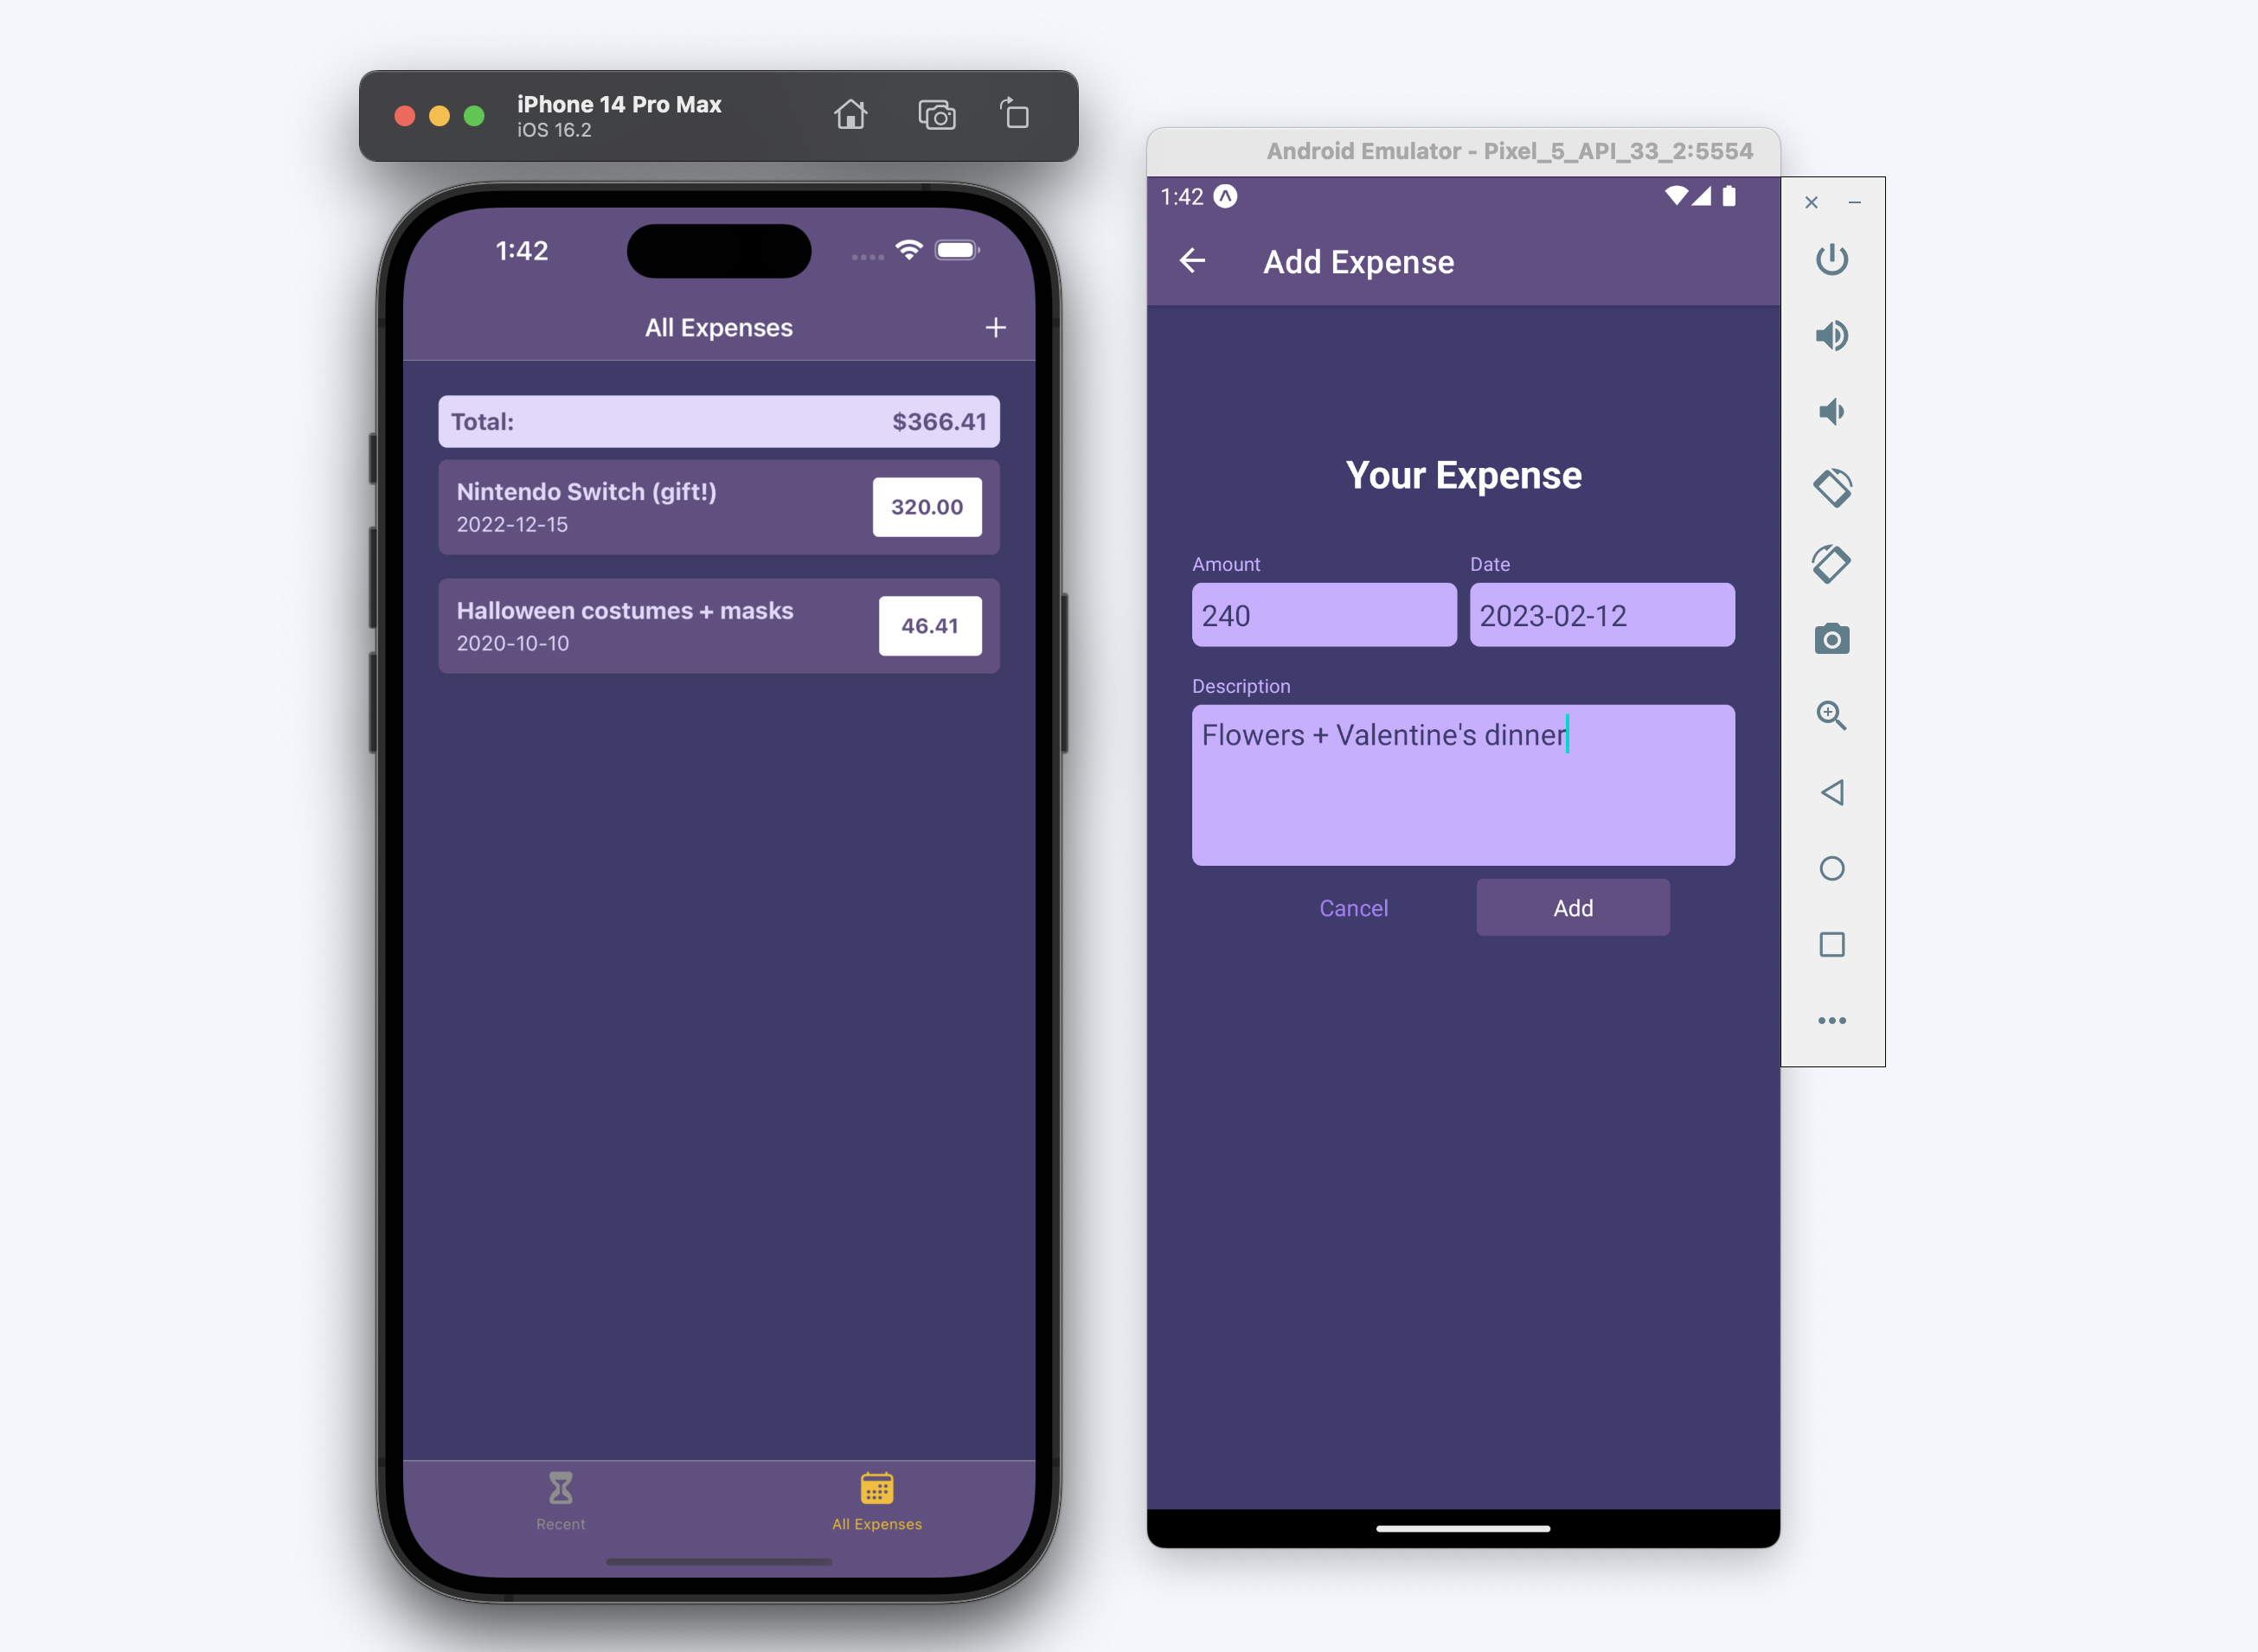 iPhone 14 Pro Max
iOS 16.2
1:42
All Expenses
Total: $366.41
Nintendo Switch (gift!)
2022-12-15
320.00
Halloween costumes + masks
2020-10-10
46.41
Recent
All Expenses
Android Emulator - Pixel_5_API_33_2:5554
1:42
Add Expense
Your Expense
Amount
Date
240
2023-02-12
Description
Flowers + Valentine's dinner
Cancel
Add